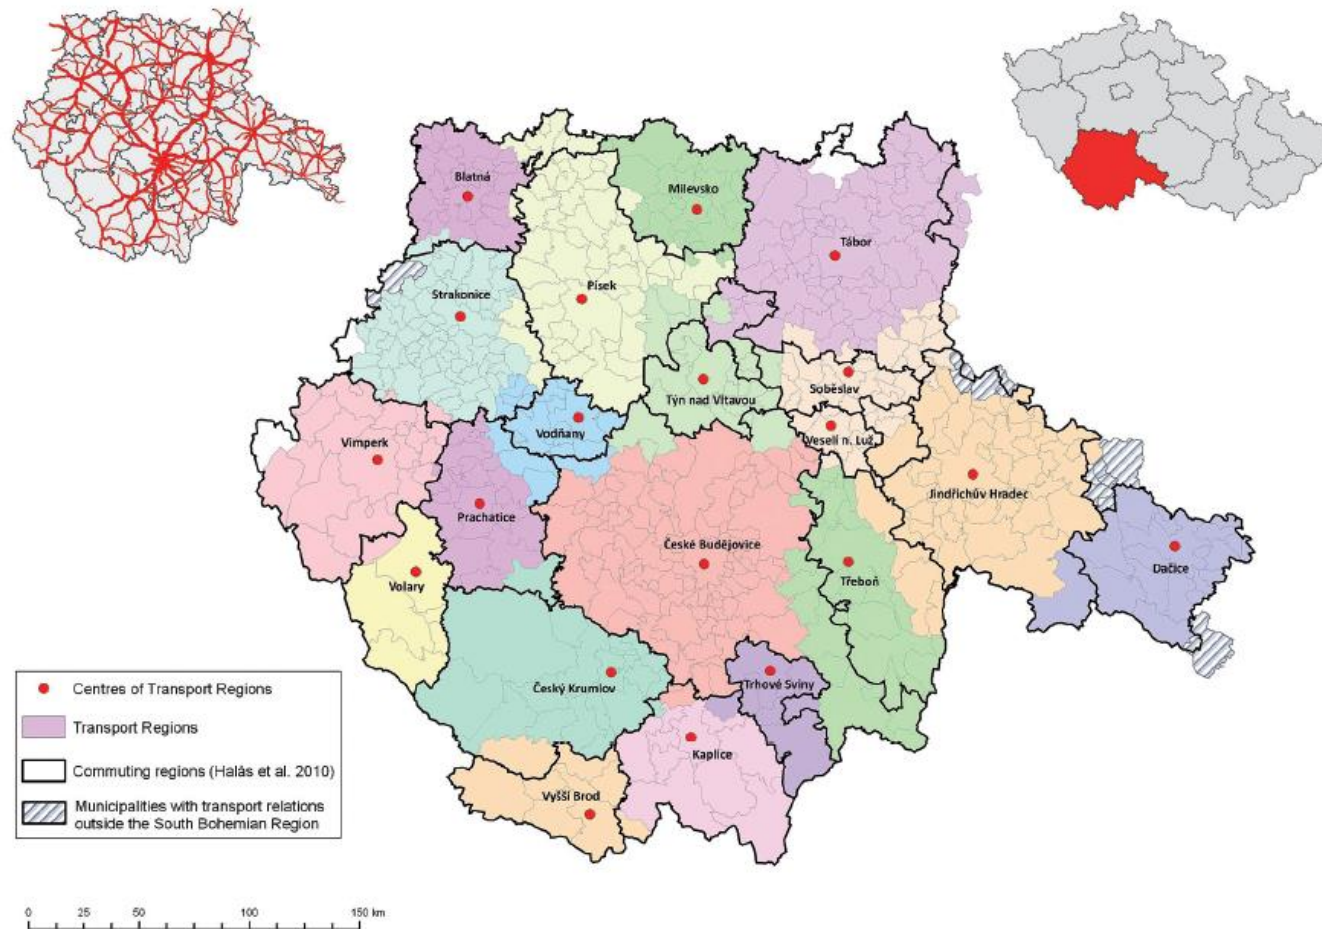 Blatná
Milevsko
Tábor
Strakonice
Písek
Soběslav
Týn nad Vltavou
Vodňany
Veselí n. Luž.
Vimperk
Jindřichův Hradec
Prachatice
České Budějovice
Třeboň
Dačice
Volary
Český Krumlov
Trhové Sviny
Kaplice
Vyšší Brod
Centres of Transport Regions
Transport Regions
Commuting regions (Halás et al. 2010)
Municipalities with transport relations
outside the South Bohemian Region
0 25 50 100 150 km